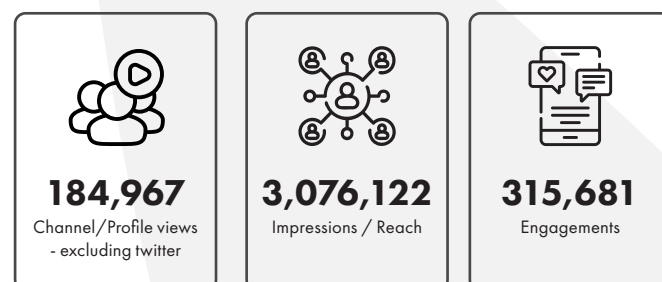 184,967
Channel/Profile views
- excluding twitter
3,076,122
Impressions / Reach
315,681
Engagements